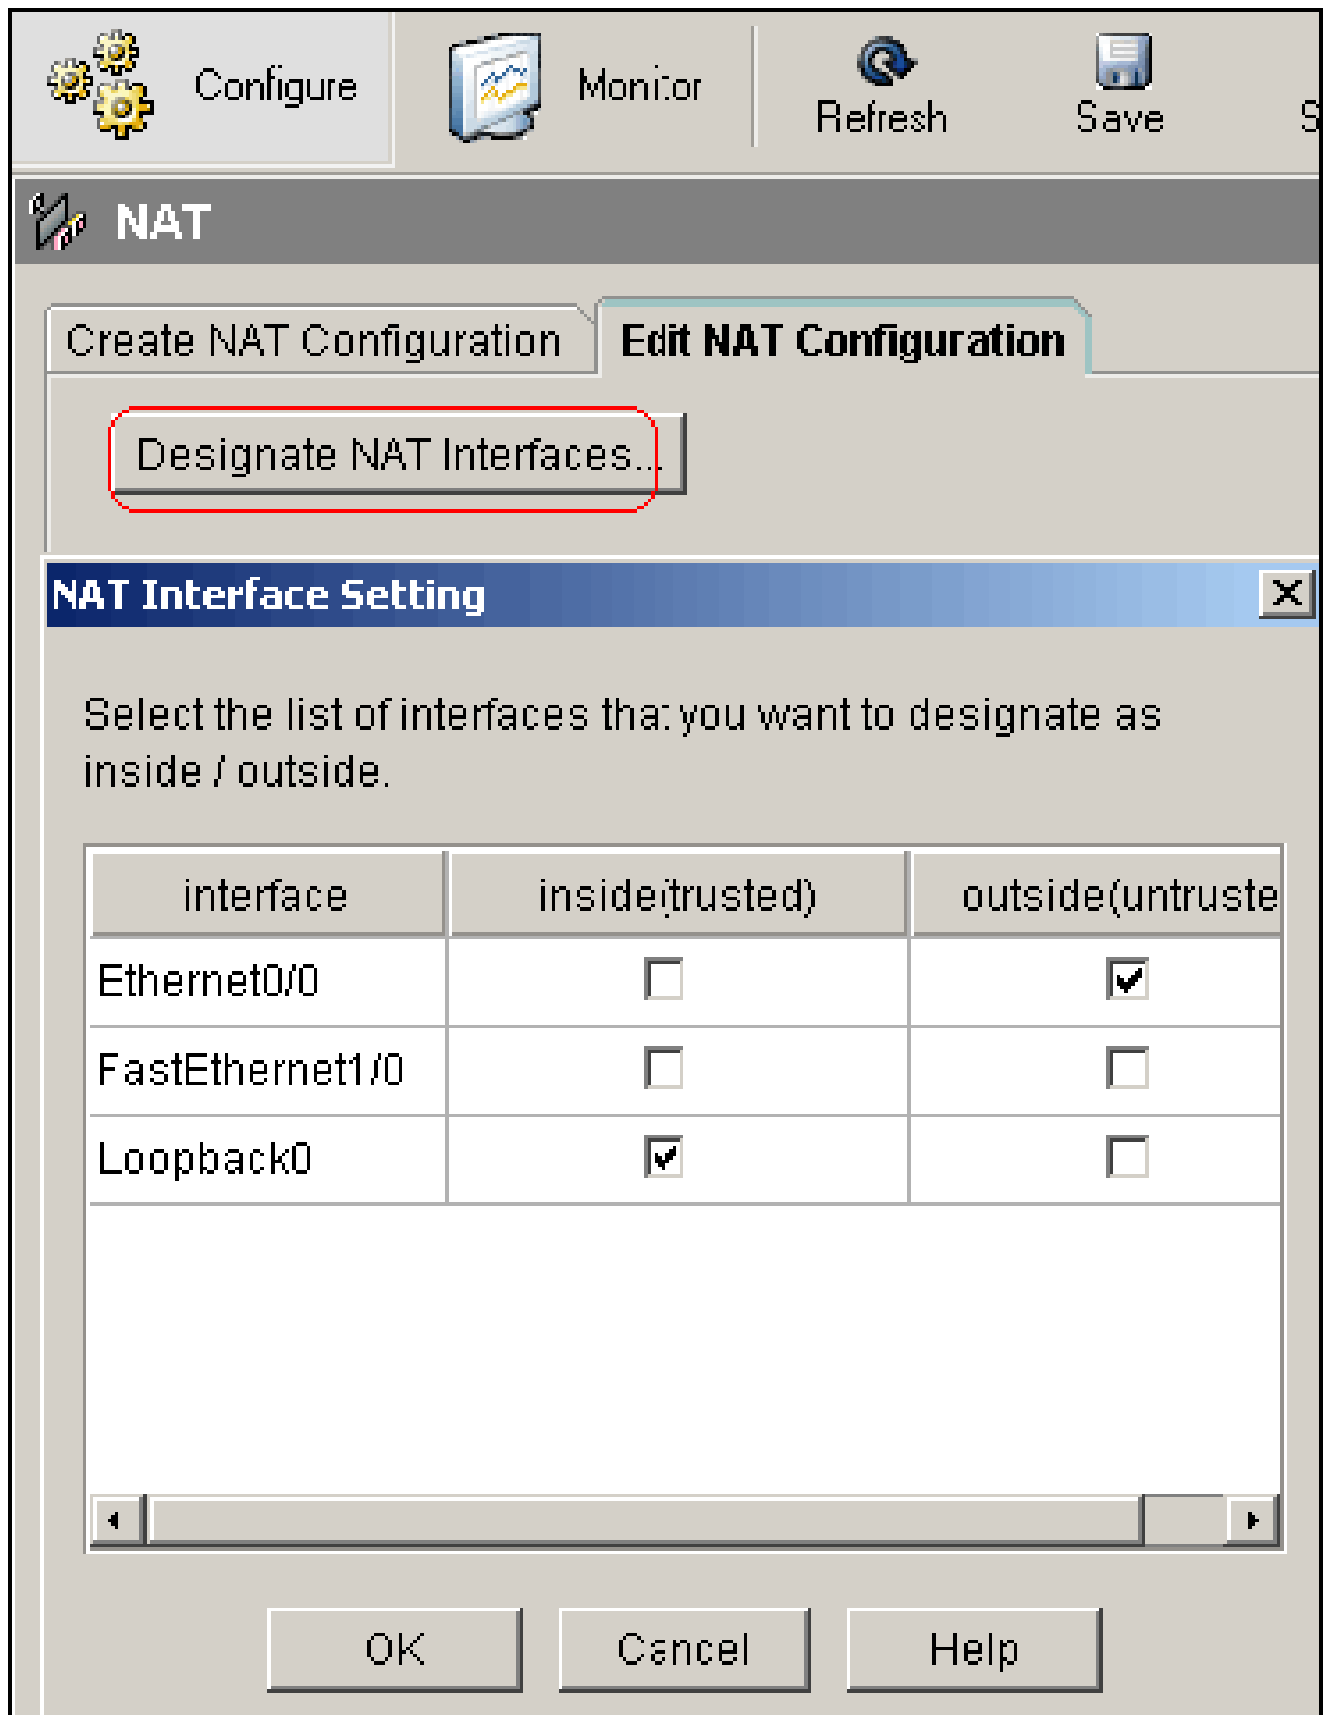 Configure
Monitor
Refresh
Save
S
NAT
Create NAT Configuration
Edit NAT Configuration
Designate NAT Interfaces...
NAT Interface Setting
Select the list of interfaces that you want to designate as
inside / outside.
interface inside(trusted) outside(untruste
Ethernet0/0
FastEthernet1/0
Loopback0
OK Cancel Help